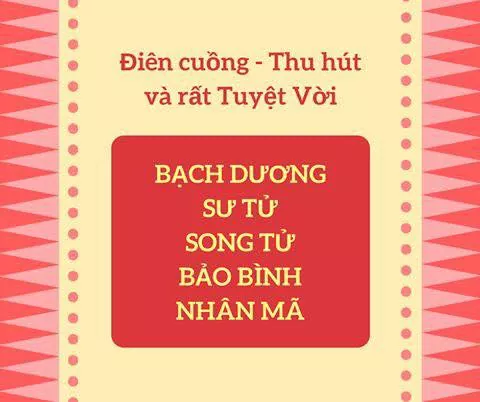 Điên cuồng - Thu hút
và rất Tuyệt Vời
BẠCH DƯƠNG
SƯ TỬ
SONG TỬ
BẢO BÌNH
NHÂN MÃ